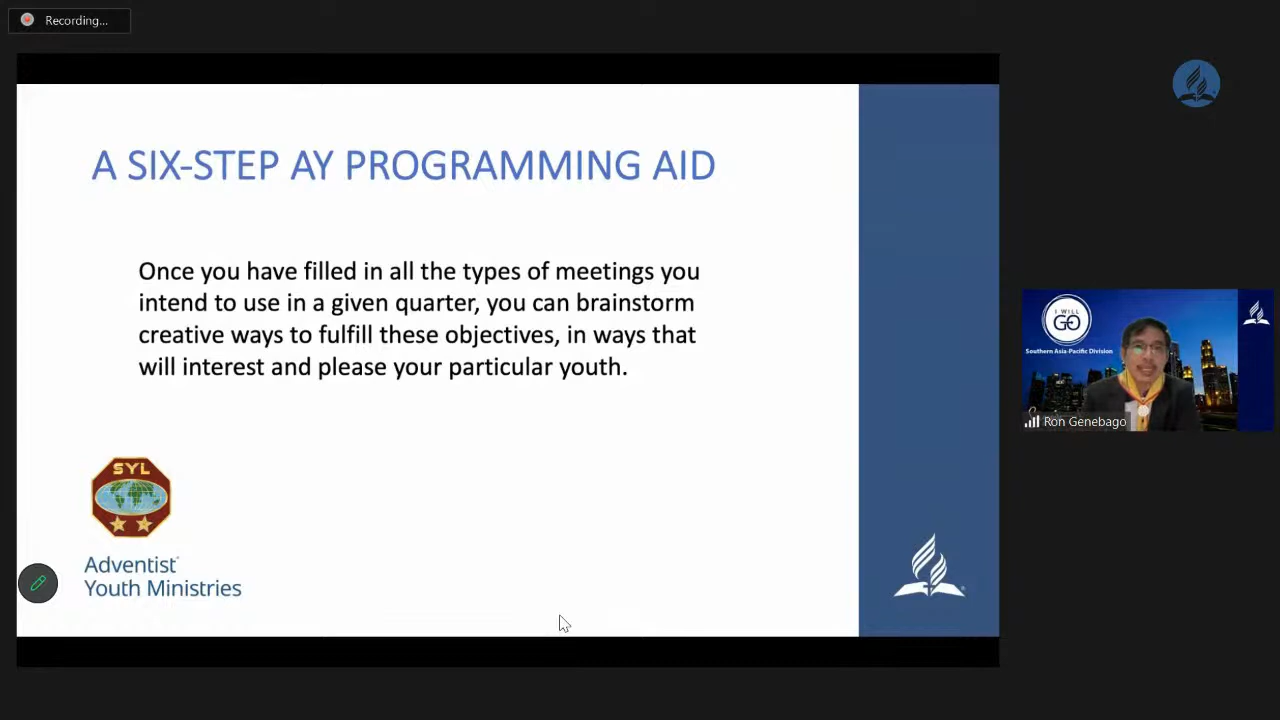 Recording...
A SIX-STEP AY PROGRAMMING AID
Once you have filled in all the types of meetings you
intend to use in a given quarter, you can brainstorm
creative ways to fulfill these objectives, in ways that
will interest and please your particular youth.
SYL
Adventist
Youth Ministries
I WILL
GO
Southern Asia-Pacific Division
Ron Genebago